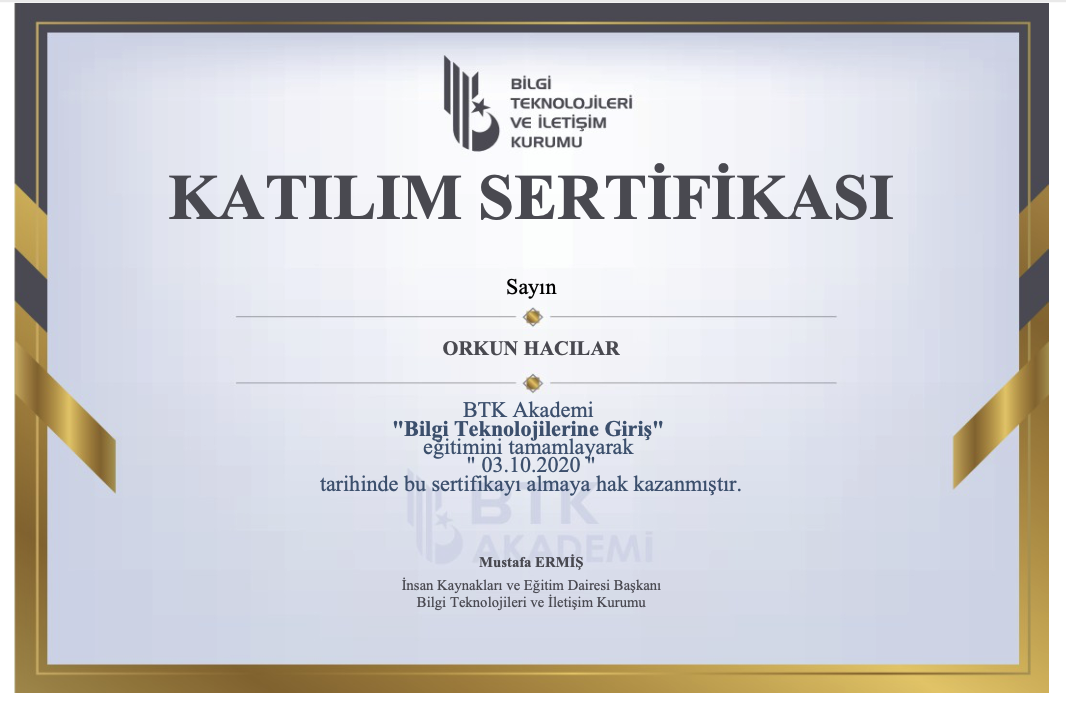 BİLGİ
TEKNOLOJİLERİ
VE İLETİŞİM
KURUMU
KATILIM SERTİFİKASI
Sayın
ORKUN HACILAR
BTK Akademi
"Bilgi Teknolojilerine Giriş"
eğitimini tamamlayarak
" 03.10.2020 "
tarihinde bu sertifikayı almaya hak kazanmıştır.
BTK
AKADEMİ
Mustafa ERMİŞ
İnsan Kaynakları ve Eğitim Dairesi Başkanı
Bilgi Teknolojileri ve İletişim Kurumu